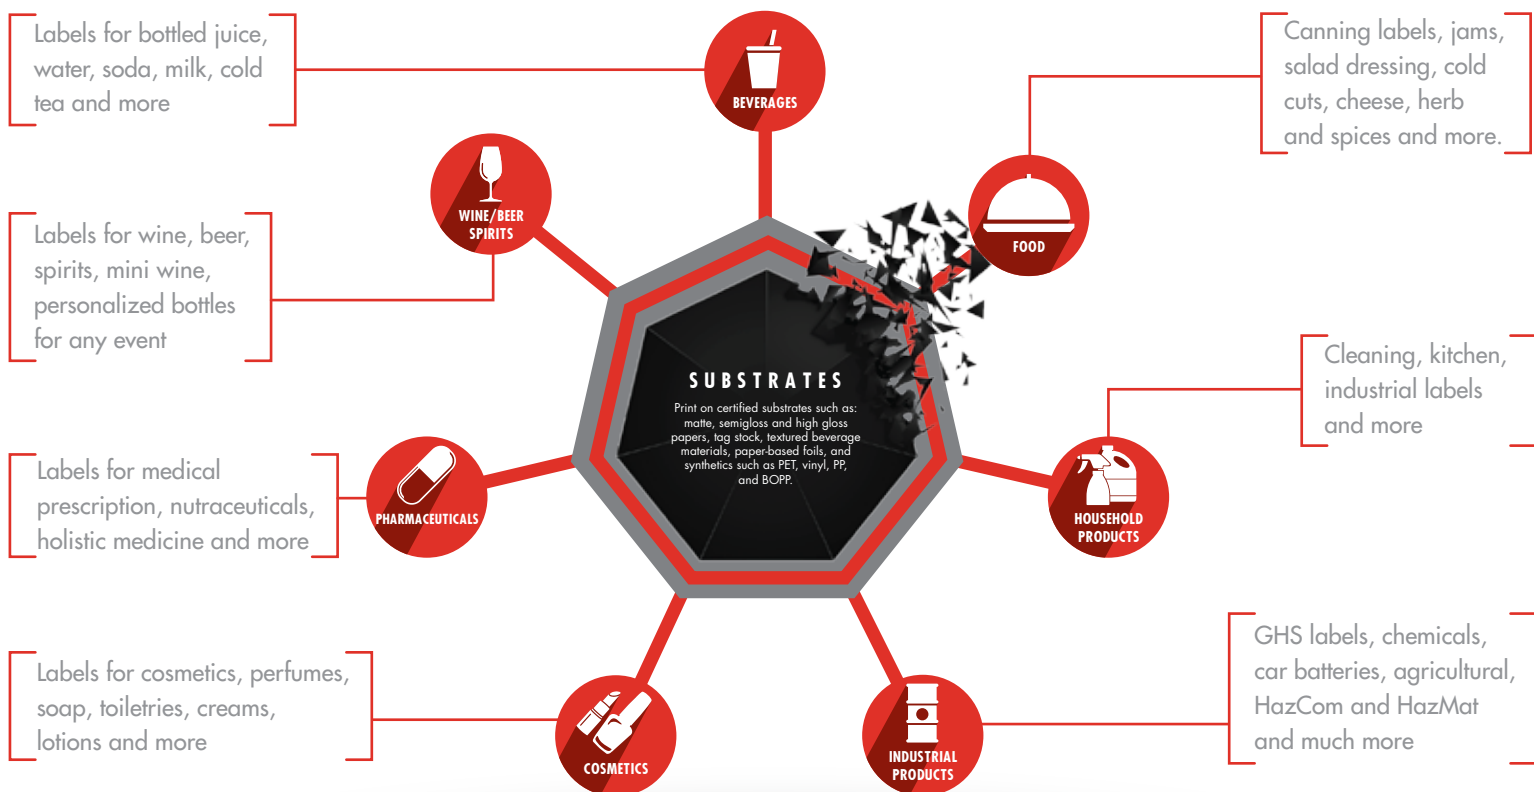 Labels for bottled juice,
water, soda, milk, cold
tea and more
BEVERAGES
Canning labels, jams,
salad dressing, cold
cuts, cheese, herb
and spices and more.
WINE/BEER
SPIRITS
FOOD
Labels for wine, beer,
spirits, mini wine,
personalized bottles
for any event
Cleaning, kitchen,
industrial labels
and more
SUBSTRATES
Print on certified substrates such as:
matte, semigloss and high gloss
papers, tag stock, textured beverage
materials, paper-based foils, and
synthetics such as PET, vinyl, PP,
and BOPP.
Labels for medical
prescription, nutraceuticals,
holistic medicine and more
PHARMACEUTICALS
HOUSEHOLD
PRODUCTS
Labels for cosmetics, perfumes,
soap, toiletries, creams,
lotions and more
COSMETICS
INDUSTRIAL
PRODUCTS
GHS labels, chemicals,
car batteries, agricultural,
HazCom and HazMat
and much more